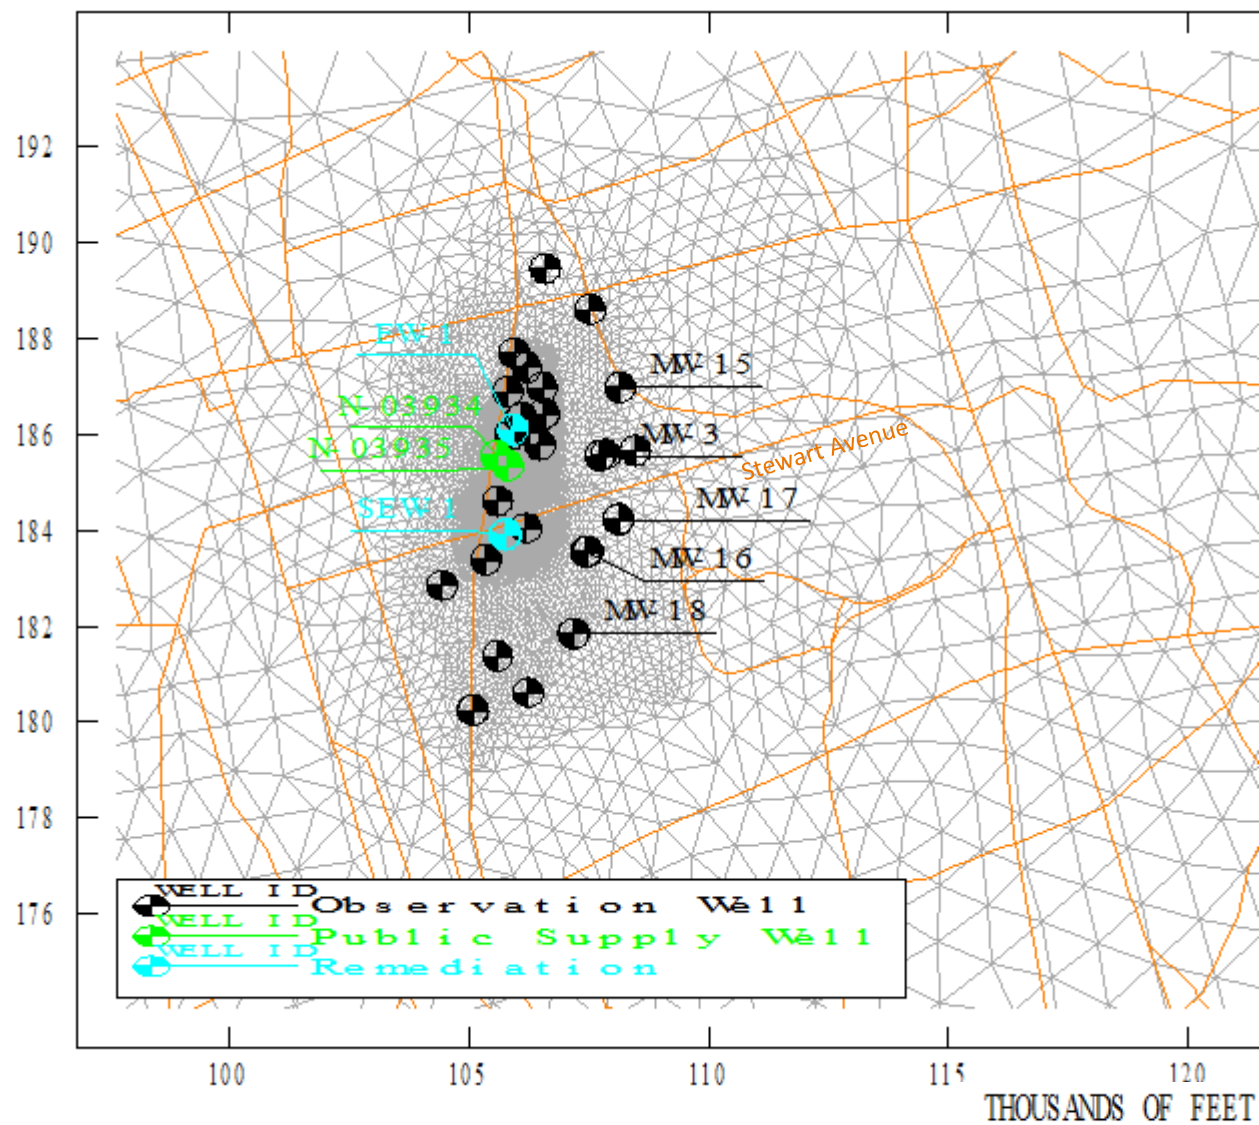 192
190
188
186
184
182
180
178
176
EW-1
MW-15
N-03934
MW-3
N-03935
Stewart Avenue
SEW-1
MW-17
MW-16
MW-18
WELL ID
Observation Well
WELL ID
Public Supply Well
WELL ID
Remediation
100
105
110
115
120
THOUSANDS OF FEET